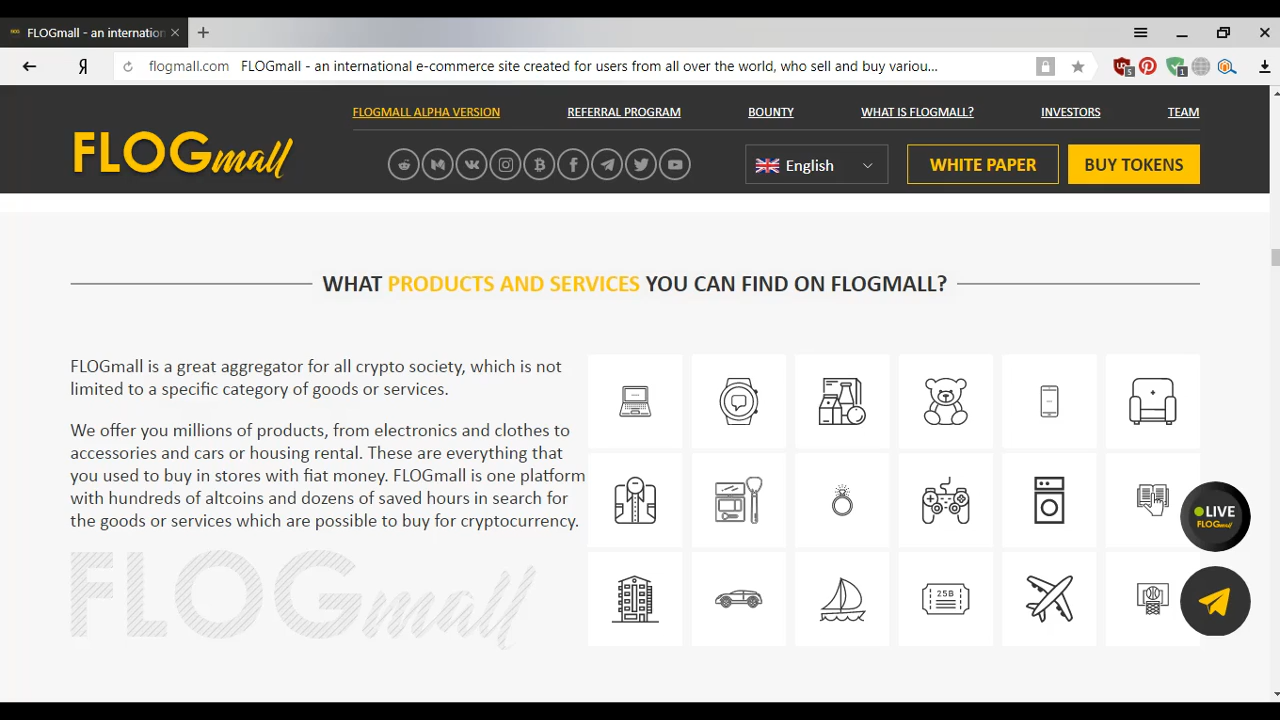 FLOGmall - an internation
Я
flogmall.com FLOGmall - an international e-commerce site created for users from all over the world, who sell and buy variou...
5
1
FLOGMALL ALPHA VERSION REFERRAL PROGRAM BOUNTY WHAT IS FLOGMALL? INVESTORS TEAM
FLOGmall
English
WHITE PAPER
BUY TOKENS
WHAT PRODUCTS AND SERVICES YOU CAN FIND ON FLOGMALL?
FLOGmall is a great aggregator for all crypto society, which is not
limited to a specific category of goods or services.
We offer you millions of products, from electronics and clothes to
accessories and cars or housing rental. These are everything that
you used to buy in stores with fiat money. FLOGmall is one platform
with hundreds of altcoins and dozens of saved hours in search for
the goods or services which are possible to buy for cryptocurrency.
FLOGmall
25B
LIVE
FLOGmall